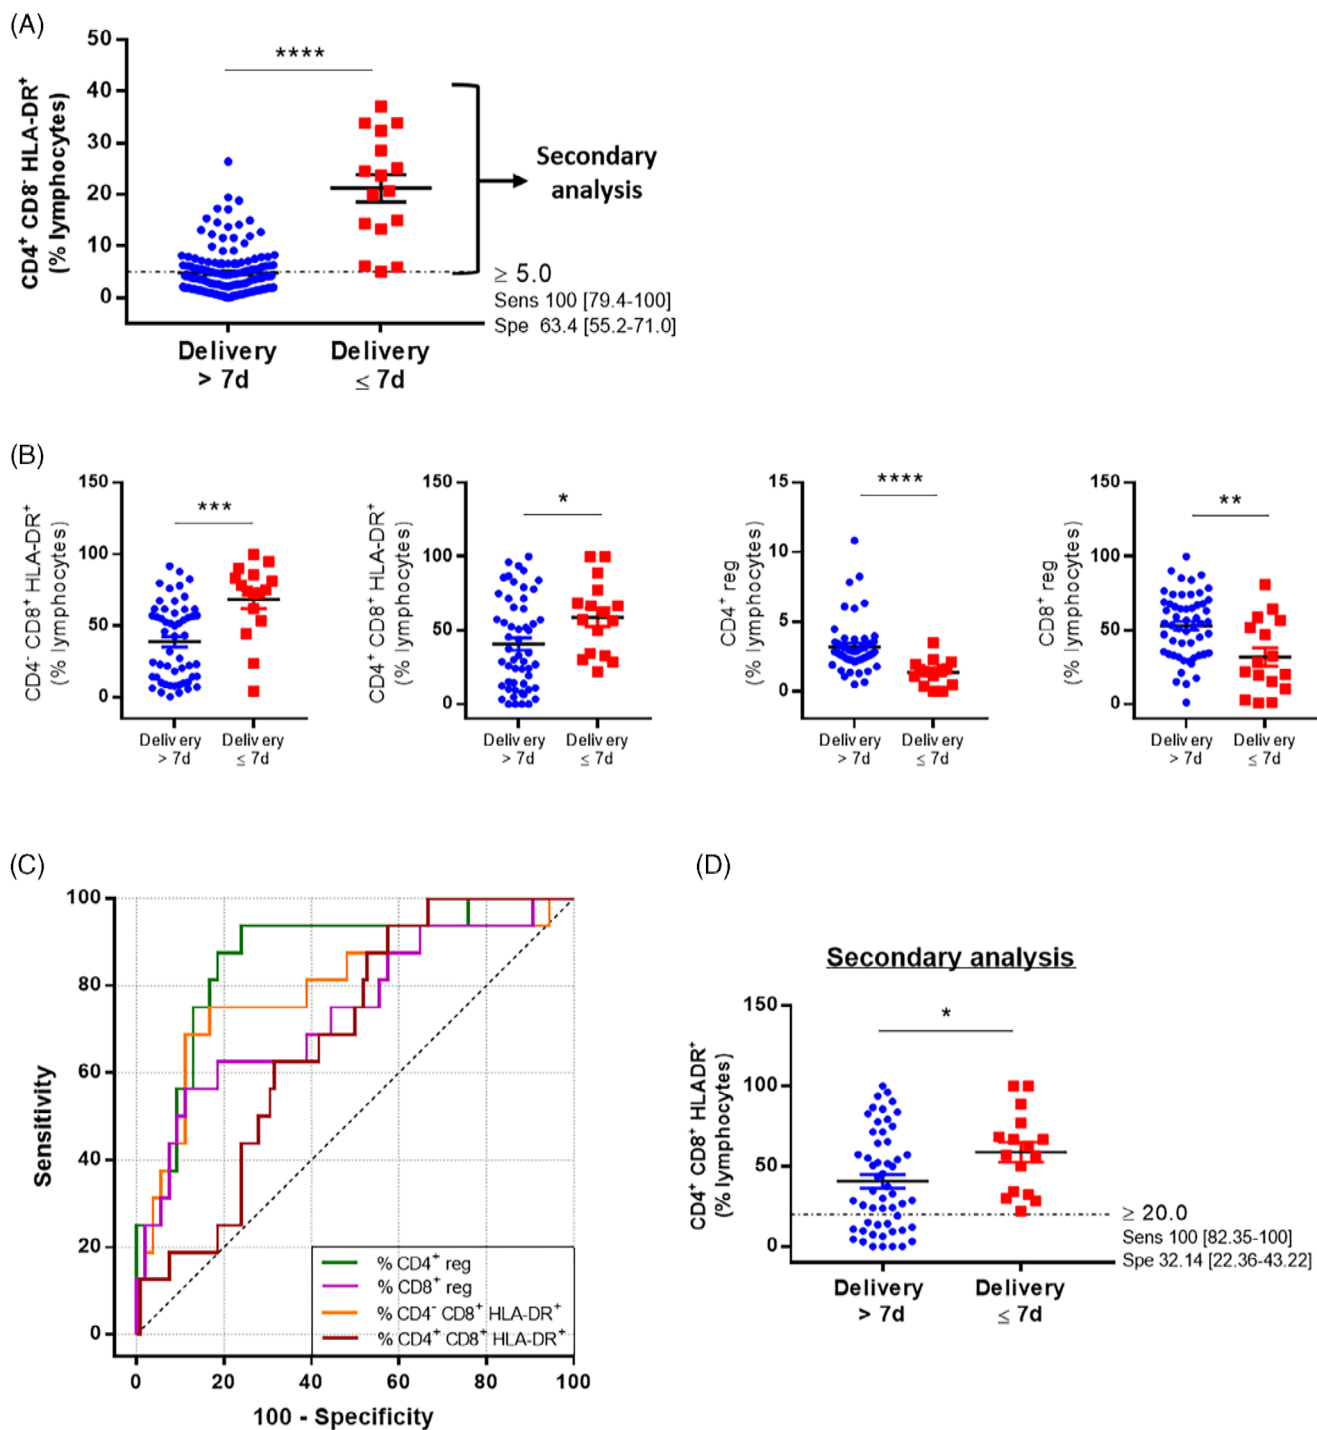 (A)
CD4⁺ CD8⁻ HLA-DR⁺
(% lymphocytes)
50
40
30
20
10
0
****
Secondary
analysis
≥ 5.0
Sens 100 [79.4-100]
Spe 63.4 [55.2-71.0]
Delivery
> 7d
Delivery
≤ 7d
(B)
CD4⁻ CD8⁺ HLA-DR⁺
(% lymphocytes)
150
100
50
0
***
Delivery
> 7d
Delivery
≤ 7d
CD4⁺ CD8⁺ HLA-DR⁺
(% lymphocytes)
150
100
50
0
*
Delivery
> 7d
Delivery
≤ 7d
CD4⁺ reg
(% lymphocytes)
15
10
5
0
****
Delivery
> 7d
Delivery
≤ 7d
CD8⁺ reg
(% lymphocytes)
150
100
50
0
**
Delivery
> 7d
Delivery
≤ 7d
(C)
Sensitivity
100
80
60
40
20
0
% CD4⁺ reg
% CD8⁺ reg
% CD4⁻ CD8⁺ HLA-DR⁺
% CD4⁺ CD8⁺ HLA-DR⁺
0 20 40 60 80 100
100 - Specificity
(D)
Secondary analysis
CD4⁺ CD8⁺ HLADR⁺
(% lymphocytes)
150
100
50
0
*
≥ 20.0
Sens 100 [82.35-100]
Spe 32.14 [22.36-43.22]
Delivery
> 7d
Delivery
≤ 7d